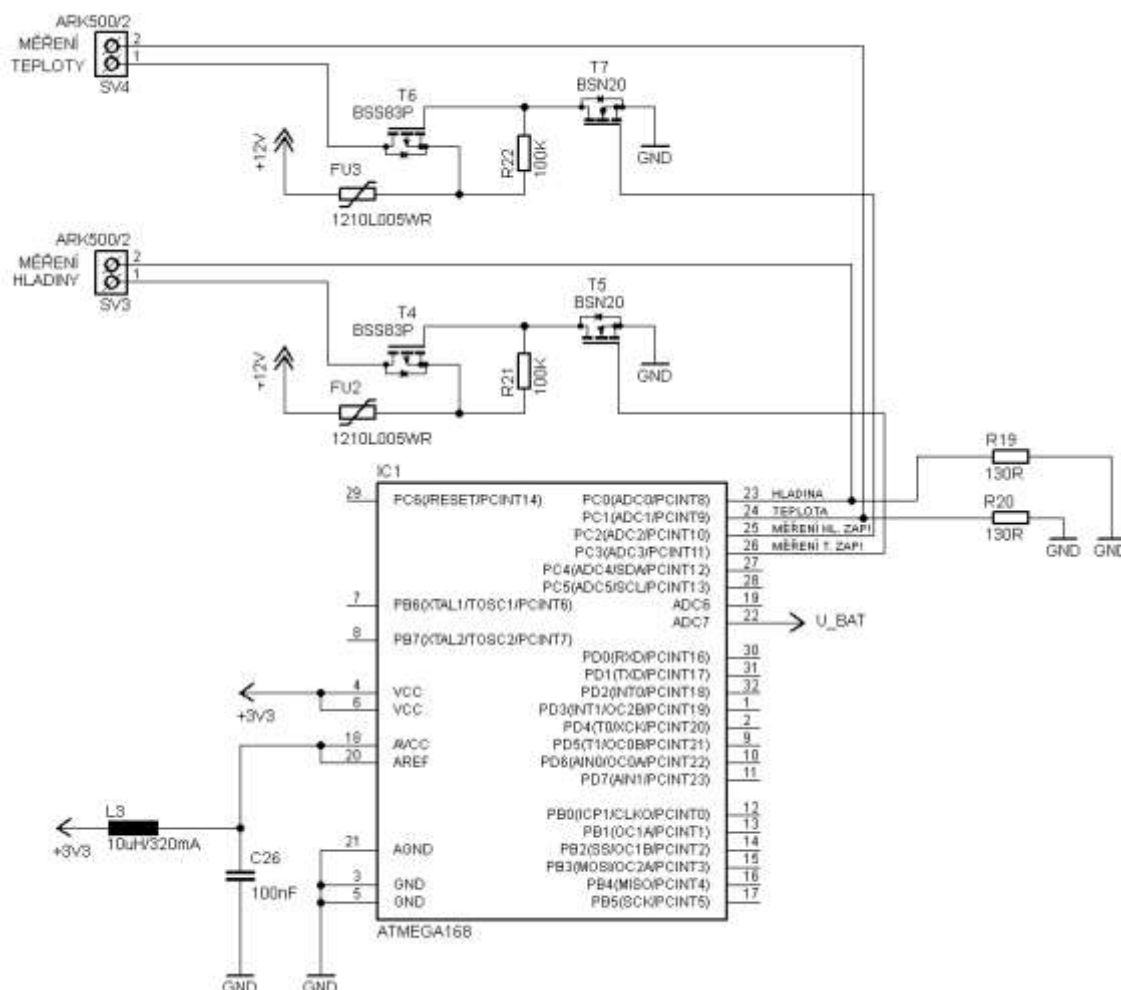 ARK500/2
MĚŘENÍ
TEPLOTY
2
1
SV4
T6
BSS83P
T7
BSN20
+12V
FU3
1210L005WR
R22
100K
GND
ARK500/2
MĚŘENÍ
HLADINY
2
1
SV3
T4
BSS83P
T5
BSN20
+12V
FU2
1210L005WR
R21
100K
GND
R19
130R
R20
130R
GND
GND
IC1
29 PC6(/RESET/PCINT14)
7 PB6(XTAL1/TOSC1/PCINT6)
8 PB7(XTAL2/TOSC2/PCINT7)
4 VCC
6 VCC
+3V3
18 AVCC
20 AREF
L3
10uH/320mA
+3V3
C26
100nF
21 AGND
3 GND
5 GND
GND
GND
PC0(ADC0/PCINT8) 23 HLADINA
PC1(ADC1/PCINT9) 24 TEPLOTA
PC2(ADC2/PCINT10) 25 MĚŘENÍ HL. ZAP!
PC3(ADC3/PCINT11) 26 MĚŘENÍ T. ZAP!
PC4(ADC4/SDA/PCINT12) 27
PC5(ADC5/SCL/PCINT13) 28
ADC6 19
ADC7 22 U_BAT
PD0(RXD/PCINT16) 30
PD1(TXD/PCINT17) 31
PD2(INT0/PCINT18) 32
PD3(INT1/OC2B/PCINT19) 1
PD4(T0/XCK/PCINT20) 2
PD5(T1/OC0B/PCINT21) 9
PD6(AIN0/OC0A/PCINT22) 10
PD7(AIN1/PCINT23) 11
PB0(ICP1/CLKO/PCINT0) 12
PB1(OC1A/PCINT1) 13
PB2(SS/OC1B/PCINT2) 14
PB3(MOSI/OC2A/PCINT3) 15
PB4(MISO/PCINT4) 16
PB5(SCK/PCINT5) 17
ATMEGA168